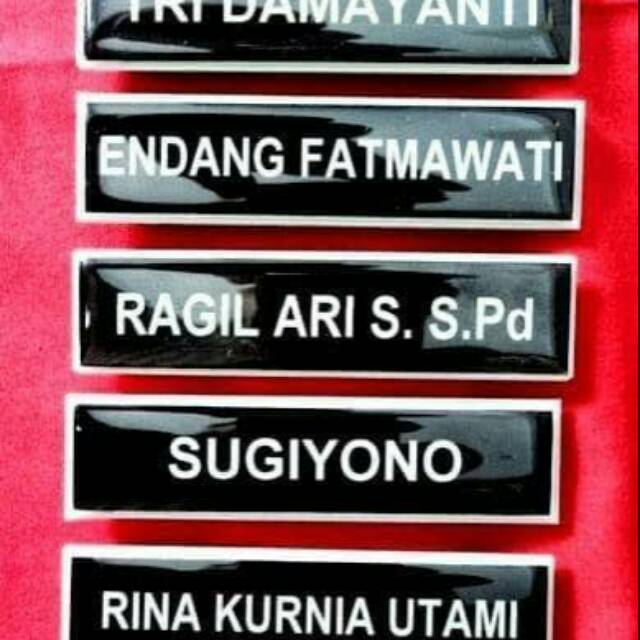 TRI DAMAYANTI
ENDANG FATMAWATI
RAGIL ARI S. S.Pd
SUGIYONO
RINA KURNIA UTAMI